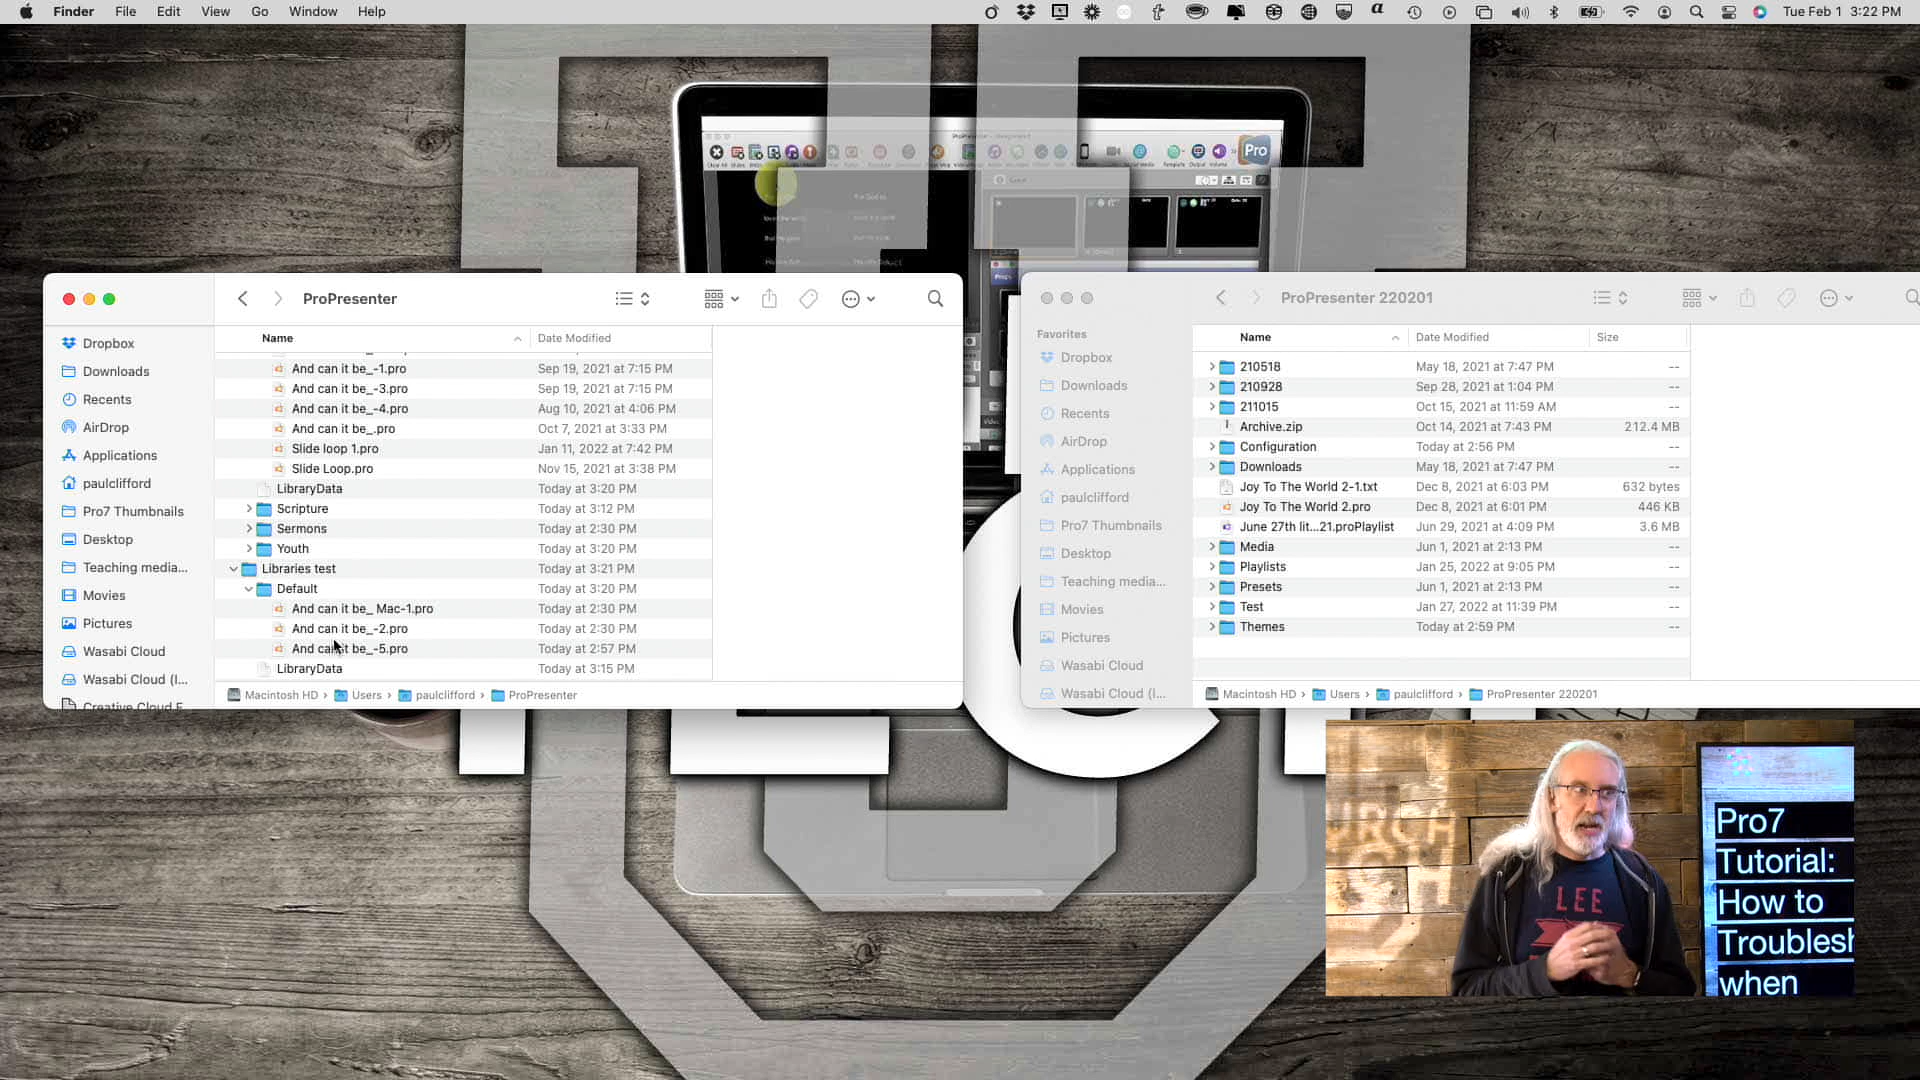 Finder File Edit View Go Window Help
Tue Feb 1 3:22 PM
ProPresenter
Name Date Modified
And can it be_-1.pro Sep 19, 2021 at 7:15 PM
And can it be_-3.pro Sep 19, 2021 at 7:15 PM
And can it be_-4.pro Aug 10, 2021 at 4:06 PM
And can it be_.pro Oct 7, 2021 at 3:33 PM
Slide loop 1.pro Jan 11, 2022 at 7:42 PM
Slide Loop.pro Nov 15, 2021 at 3:38 PM
LibraryData Today at 3:20 PM
Scripture Today at 3:12 PM
Sermons Today at 2:30 PM
Youth Today at 3:20 PM
Libraries test Today at 3:21 PM
Default Today at 3:20 PM
And can it be_ Mac-1.pro Today at 2:30 PM
And can it be_-2.pro Today at 2:30 PM
And can it be_-5.pro Today at 2:57 PM
LibraryData Today at 3:15 PM
Macintosh HD › Users › paulclifford › ProPresenter
Dropbox
Downloads
Recents
AirDrop
Applications
paulclifford
Pro7 Thumbnails
Desktop
Teaching media...
Movies
Pictures
Wasabi Cloud
Wasabi Cloud (I...
ProPresenter 220201
Favorites
Dropbox
Downloads
Recents
AirDrop
Applications
paulclifford
Pro7 Thumbnails
Desktop
Teaching media...
Movies
Pictures
Wasabi Cloud
Wasabi Cloud (I...
Name Date Modified Size
210518 May 18, 2021 at 7:47 PM --
210928 Sep 28, 2021 at 1:04 PM --
211015 Oct 15, 2021 at 11:59 AM --
Archive.zip Oct 14, 2021 at 7:43 PM 212.4 MB
Configuration Today at 2:56 PM --
Downloads May 18, 2021 at 7:47 PM --
Joy To The World 2-1.txt Dec 8, 2021 at 6:03 PM 632 bytes
Joy To The World 2.pro Dec 8, 2021 at 6:01 PM 446 KB
June 27th lit...21.proPlaylist Jun 29, 2021 at 4:09 PM 3.6 MB
Media Jun 1, 2021 at 2:13 PM --
Playlists Jan 25, 2022 at 9:05 PM --
Presets Jun 1, 2021 at 2:13 PM --
Test Jan 27, 2022 at 11:39 PM --
Themes Today at 2:59 PM --
Macintosh HD › Users › paulclifford › ProPresenter 220201
Pro
LEE
Pro7
Tutorial:
How to
Troublesh
when